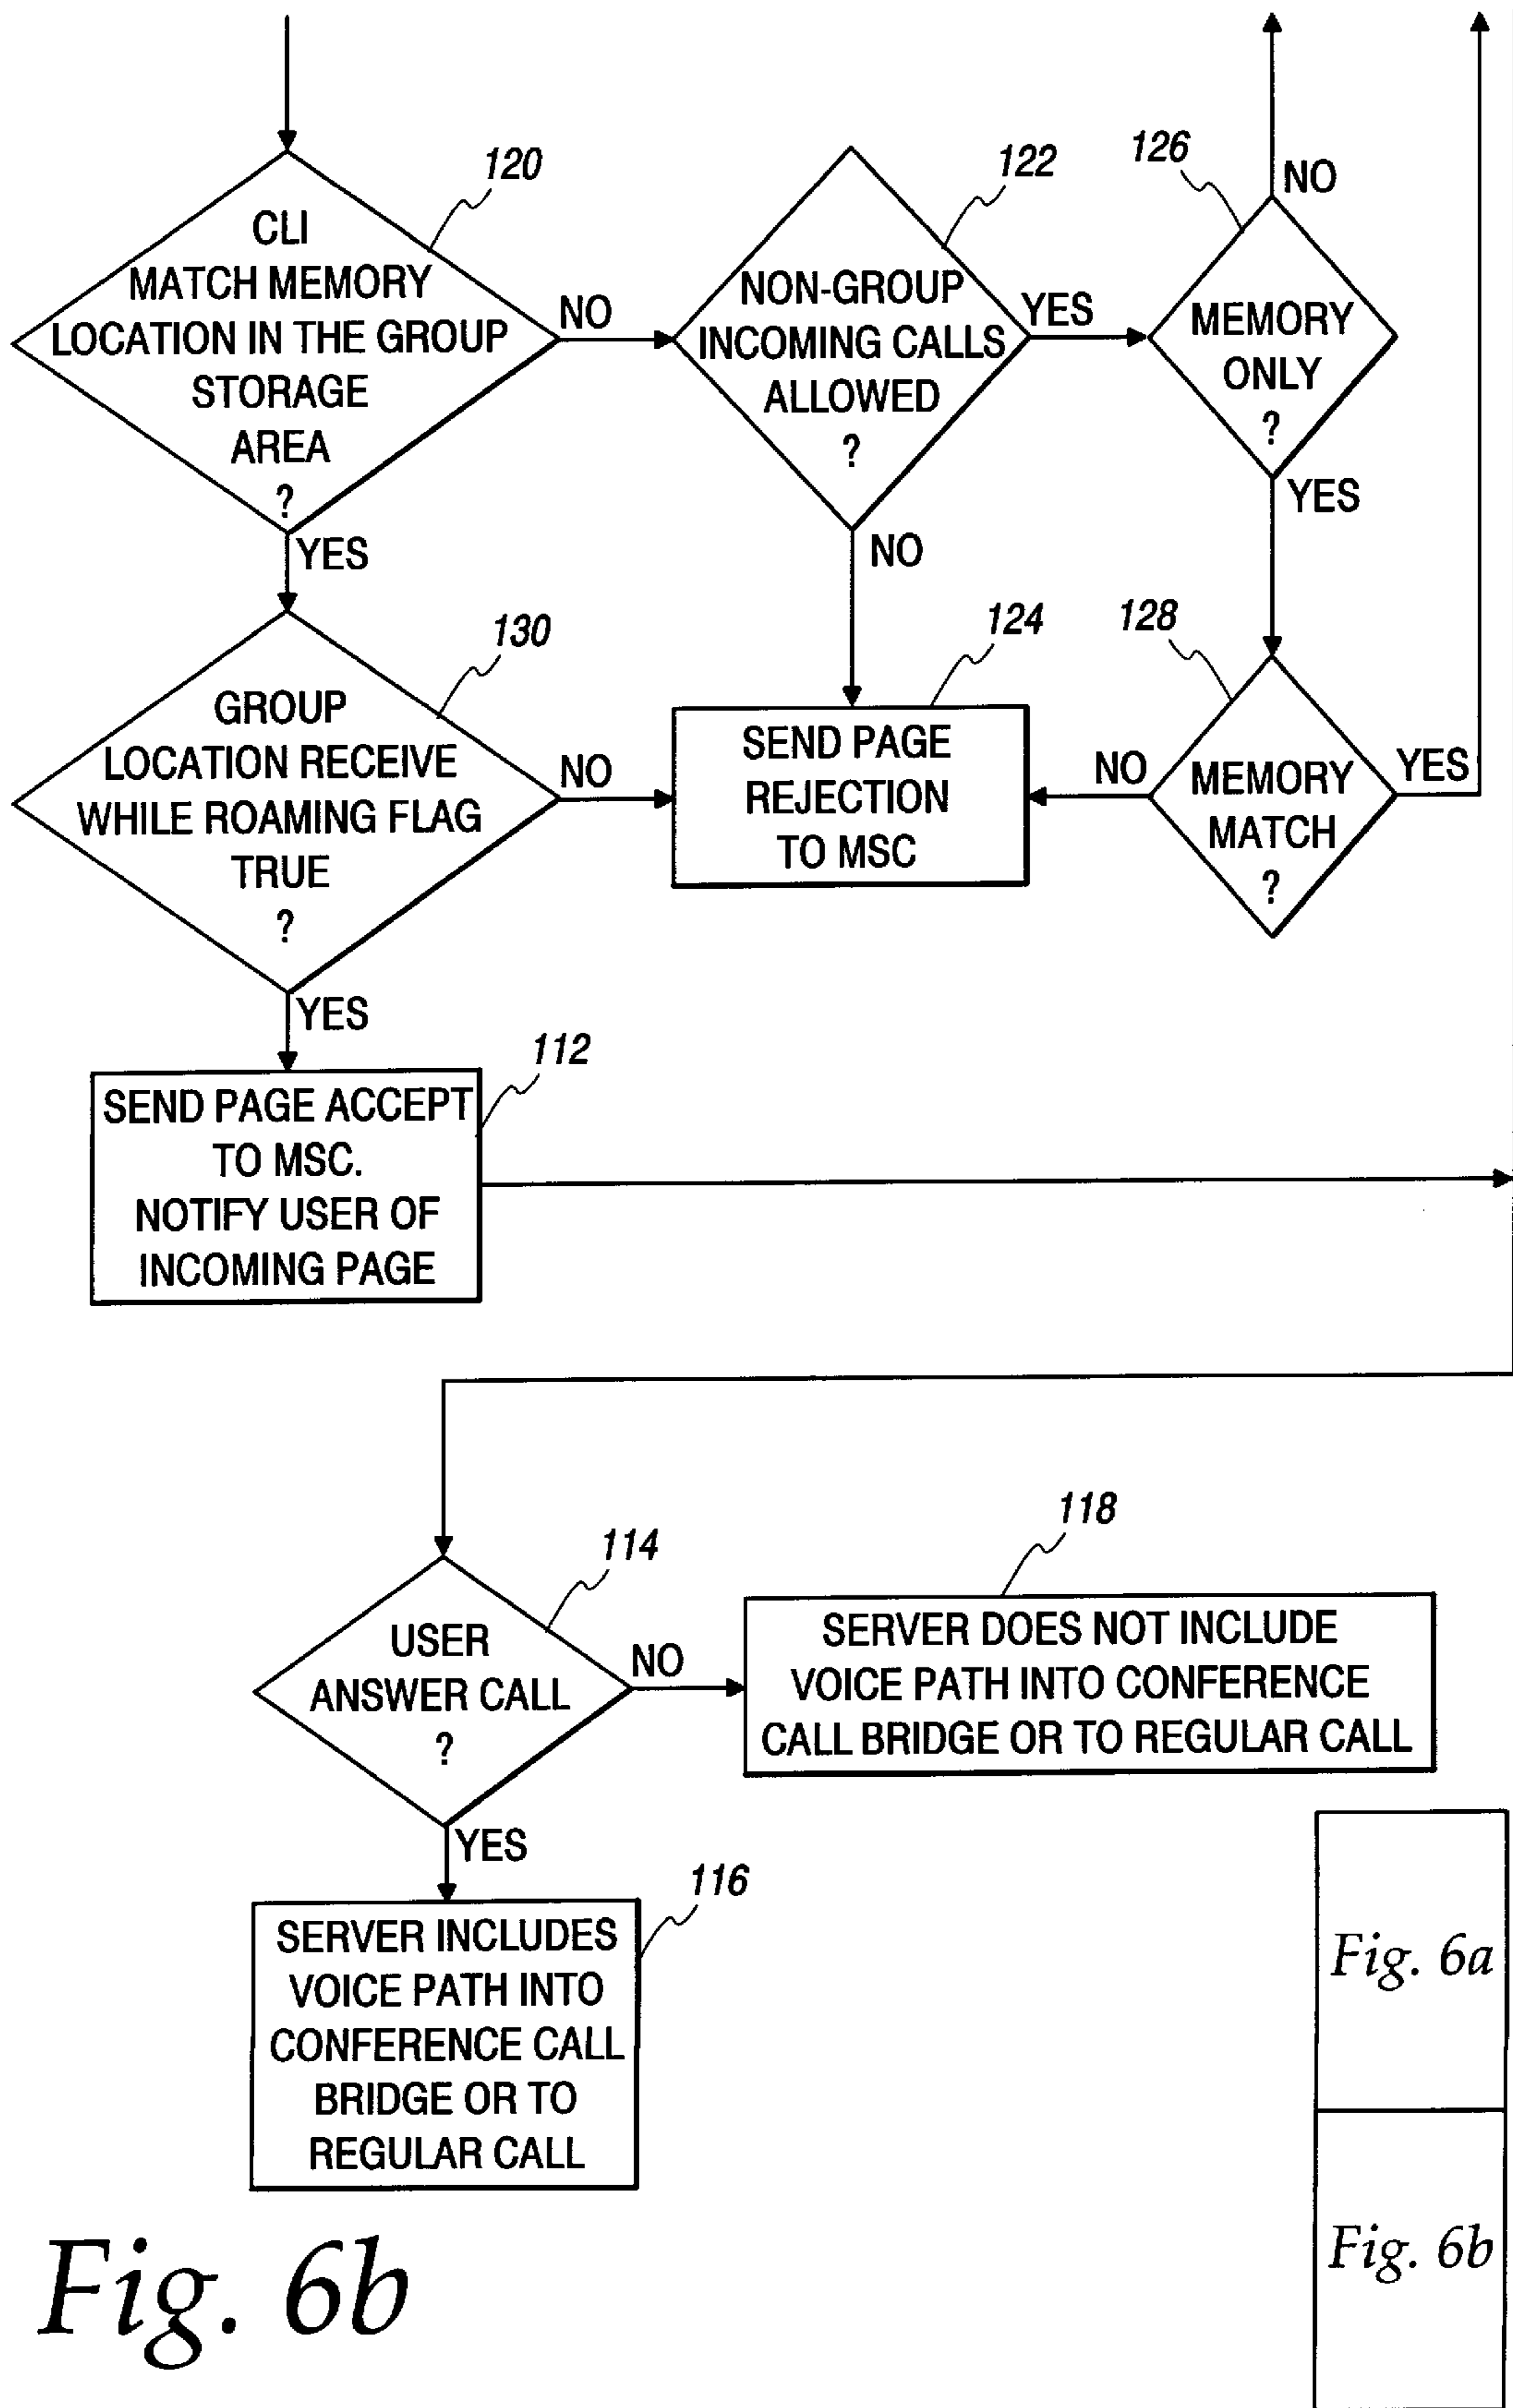 120
CLI
MATCH MEMORY
LOCATION IN THE GROUP
STORAGE
AREA
?
NO
YES
122
NON-GROUP
INCOMING CALLS
ALLOWED
?
YES
NO
126
NO
MEMORY
ONLY
?
YES
130
GROUP
LOCATION RECEIVE
WHILE ROAMING FLAG
TRUE
?
NO
YES
124
SEND PAGE
REJECTION
TO MSC
128
NO
MEMORY
MATCH
?
YES
112
SEND PAGE ACCEPT
TO MSC.
NOTIFY USER OF
INCOMING PAGE
114
USER
ANSWER CALL
?
NO
YES
118
SERVER DOES NOT INCLUDE
VOICE PATH INTO CONFERENCE
CALL BRIDGE OR TO REGULAR CALL
116
SERVER INCLUDES
VOICE PATH INTO
CONFERENCE CALL
BRIDGE OR TO
REGULAR CALL
Fig. 6a
Fig. 6b
Fig. 6b